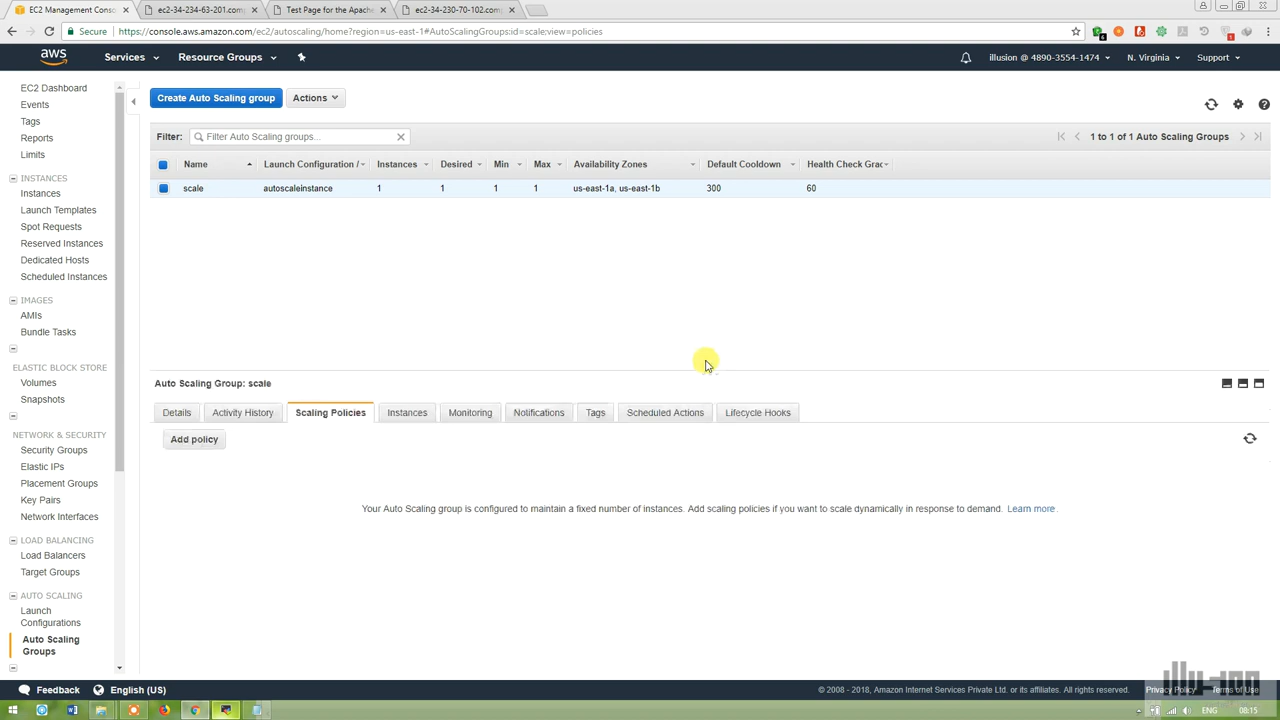 EC2 Management Conso
ec2-34-234-63-201.comp
Test Page for the Apache
ec2-34-230-70-102.comp
Secure
https://console.aws.amazon.com/ec2/autoscaling/home?region=us-east-1#AutoScalingGroups:id=scale;view=policies
aws
Services
Resource Groups
illusion @ 4890-3554-1474
N. Virginia
Support
EC2 Dashboard
Events
Tags
Reports
Limits
INSTANCES
Instances
Launch Templates
Spot Requests
Reserved Instances
Dedicated Hosts
Scheduled Instances
IMAGES
AMIs
Bundle Tasks
ELASTIC BLOCK STORE
Volumes
Snapshots
NETWORK & SECURITY
Security Groups
Elastic IPs
Placement Groups
Key Pairs
Network Interfaces
LOAD BALANCING
Load Balancers
Target Groups
AUTO SCALING
Launch
Configurations
Auto Scaling
Groups
Create Auto Scaling group
Actions
Filter:
Filter Auto Scaling groups...
1 to 1 of 1 Auto Scaling Groups
Name
Launch Configuration /
Instances
Desired
Min
Max
Availability Zones
Default Cooldown
Health Check Grac
scale
autoscaleinstance
1
1
1
1
us-east-1a, us-east-1b
300
60
Auto Scaling Group: scale
Details
Activity History
Scaling Policies
Instances
Monitoring
Notifications
Tags
Scheduled Actions
Lifecycle Hooks
Add policy
Your Auto Scaling group is configured to maintain a fixed number of instances. Add scaling policies if you want to scale dynamically in response to demand. Learn more.
Feedback
English (US)
© 2008 - 2018, Amazon Internet Services Private Ltd. or its affiliates. All rights reserved.
Privacy Policy
Terms of Use
ENG
08:15